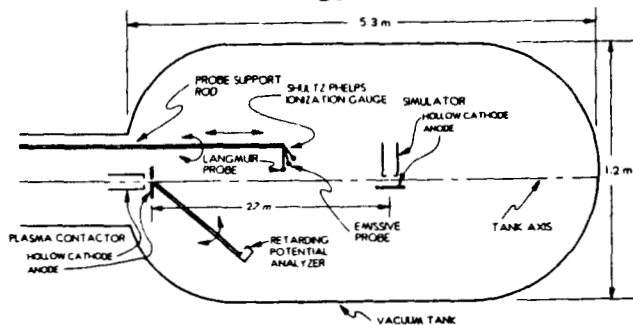 5.3 m
PROBE SUPPORT
ROD
SHULTZ PHELPS
IONIZATION GAUGE
SIMULATOR
HOLLOW CATHODE
ANODE
LANGMUIR
PROBE
1.2 m
2.7 m
EMISSIVE
PROBE
TANK AXIS
PLASMA CONTACTOR
HOLLOW CATHODE
ANODE
RETARDING
POTENTIAL
ANALYZER
VACUUM TANK